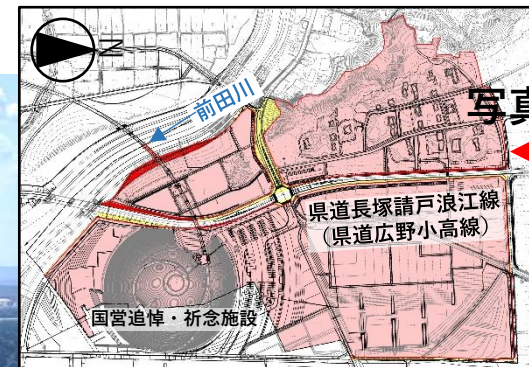 N
前田川
写真
県道長塚請戸浪江線
（県道広野小高線）
国営追悼・祈念施設